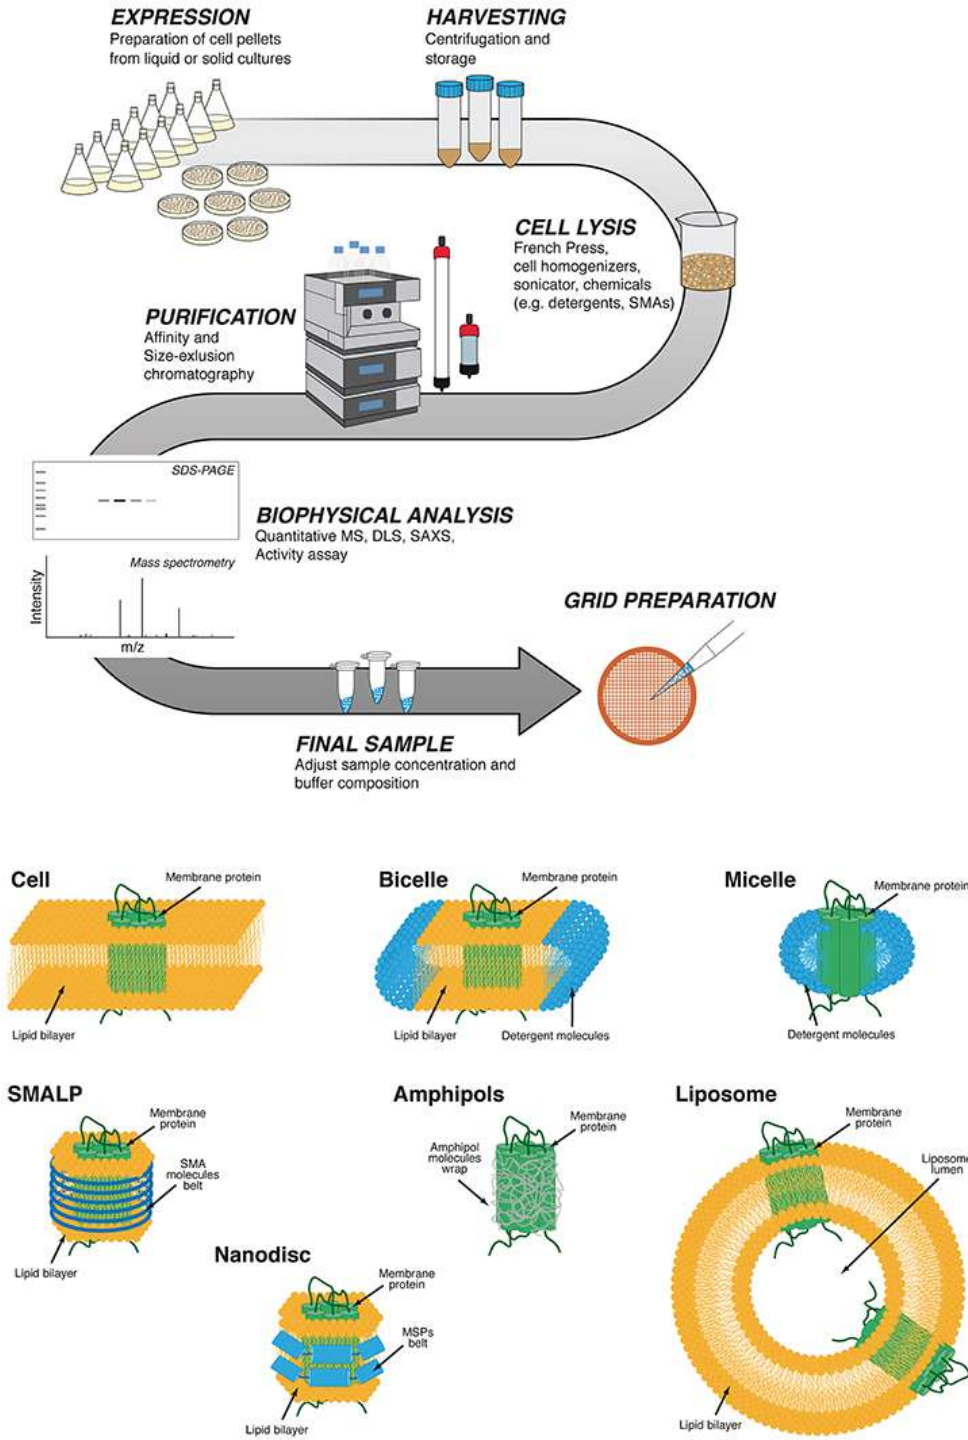 EXPRESSION
Preparation of cell pellets
from liquid or solid cultures
HARVESTING
Centrifugation and
storage
CELL LYSIS
French Press,
cell homogenizers,
sonicator, chemicals
(e.g. detergents, SMAs)
PURIFICATION
Affinity and
Size-exlusion
chromatography
SDS-PAGE
Mass spectrometry
Intensity
m/z
BIOPHYSICAL ANALYSIS
Quantitative MS, DLS, SAXS,
Activity assay
GRID PREPARATION
FINAL SAMPLE
Adjust sample concentration and
buffer composition
Cell
Membrane protein
Lipid bilayer
Bicelle
Membrane protein
Lipid bilayer
Detergent molecules
Micelle
Membrane protein
Detergent molecules
SMALP
Membrane
protein
SMA
molecules
belt
Lipid bilayer
Amphipols
Membrane
protein
Amphipol
molecules
wrap
Liposome
Membrane
protein
Liposome
lumen
Lipid bilayer
Nanodisc
Membrane
protein
MSPs
belt
Lipid bilayer